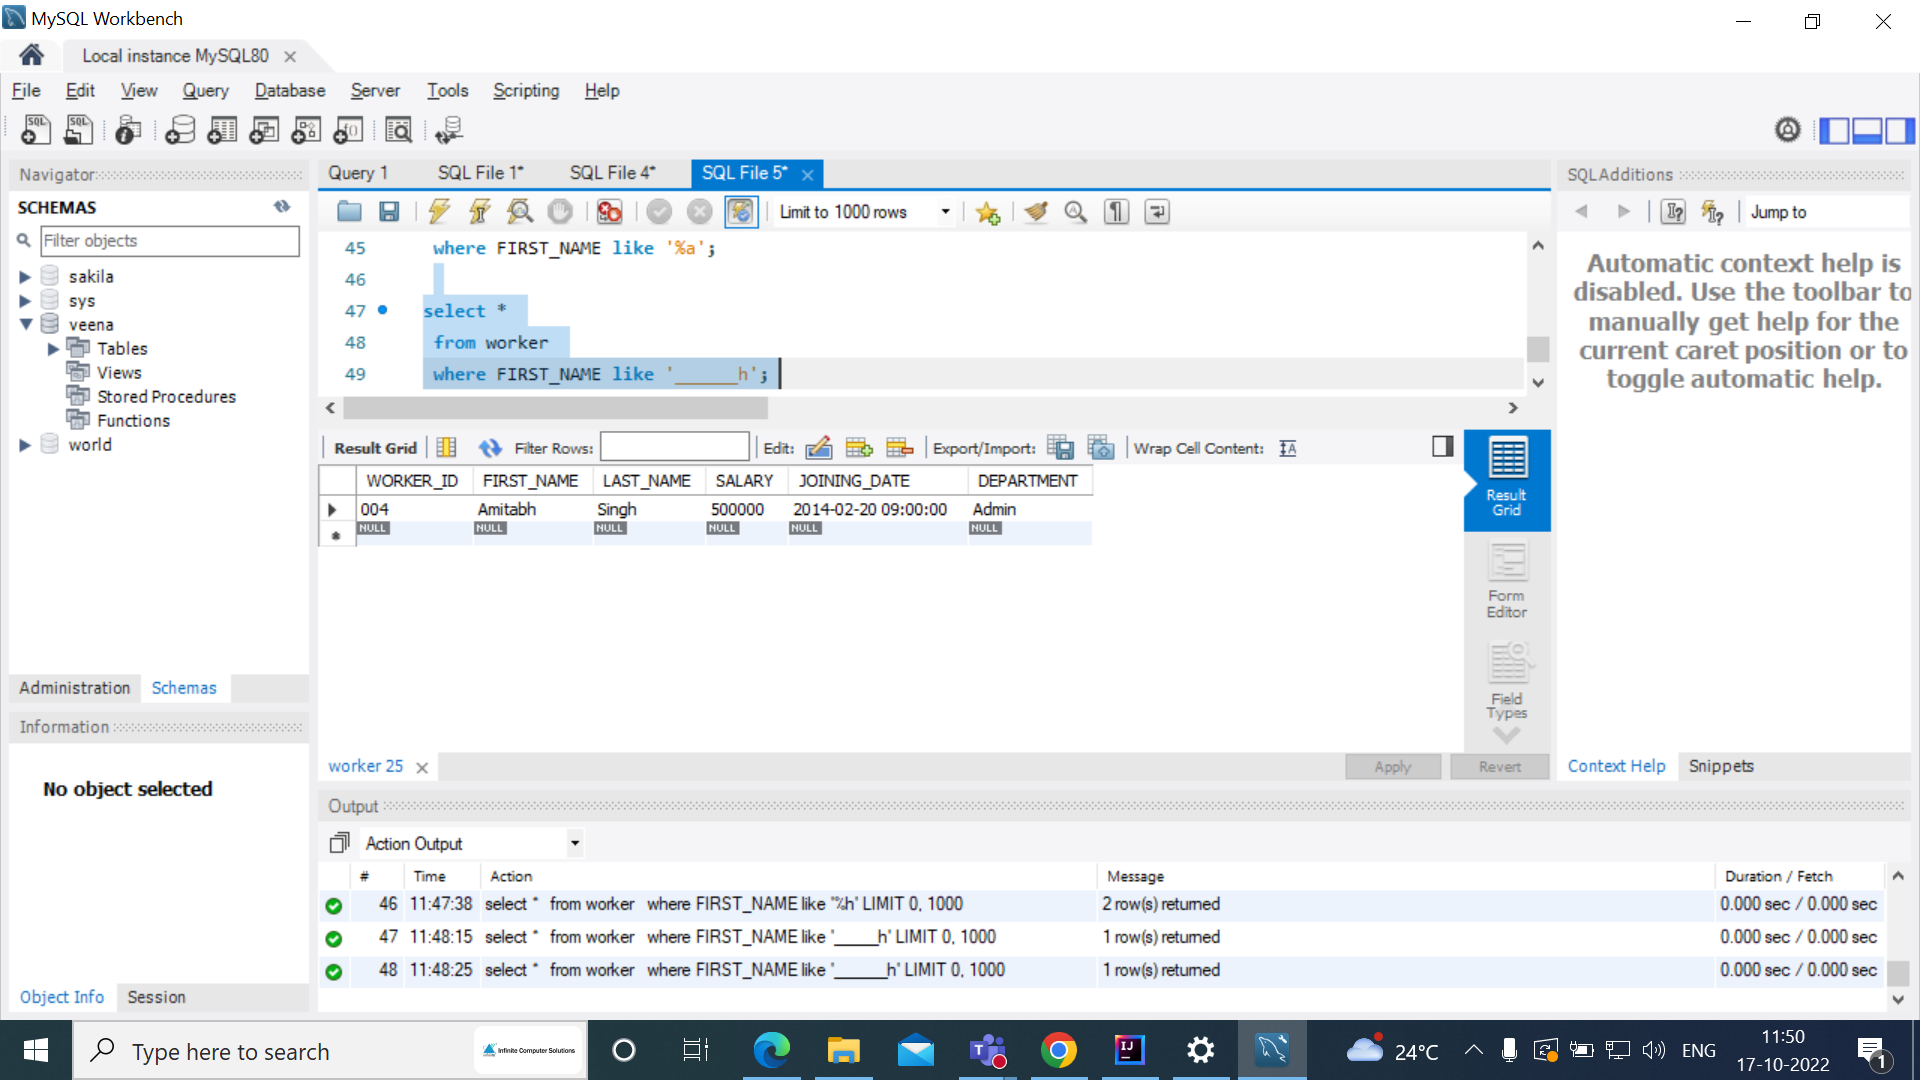 MySQL Workbench
Local instance MySQL80
File Edit View Query Database Server Tools Scripting Help
Navigator
SCHEMAS
Filter objects
sakila
sys
veena
Tables
Views
Stored Procedures
Functions
world
Administration Schemas
Information
No object selected
Object Info Session
Query 1 SQL File 1* SQL File 4* SQL File 5*
Limit to 1000 rows
45 where FIRST_NAME like '%a';
46
47 select *
48 from worker
49 where FIRST_NAME like '______h';
Result Grid Filter Rows: Edit: Export/Import: Wrap Cell Content:
WORKER_ID FIRST_NAME LAST_NAME SALARY JOINING_DATE DEPARTMENT
004 Amitabh Singh 500000 2014-02-20 09:00:00 Admin
NULL NULL NULL NULL NULL NULL
Result
Grid
Form
Editor
Field
Types
worker 25
Apply Revert
SQLAdditions
Jump to
Automatic context help is
disabled. Use the toolbar to
manually get help for the
current caret position or to
toggle automatic help.
Context Help Snippets
Output
Action Output
# Time Action Message Duration / Fetch
46 11:47:38 select * from worker where FIRST_NAME like '%h' LIMIT 0, 1000 2 row(s) returned 0.000 sec / 0.000 sec
47 11:48:15 select * from worker where FIRST_NAME like '_____h' LIMIT 0, 1000 1 row(s) returned 0.000 sec / 0.000 sec
48 11:48:25 select * from worker where FIRST_NAME like '______h' LIMIT 0, 1000 1 row(s) returned 0.000 sec / 0.000 sec
Type here to search
Infinite Computer Solutions
24°C
ENG
11:50
17-10-2022
1